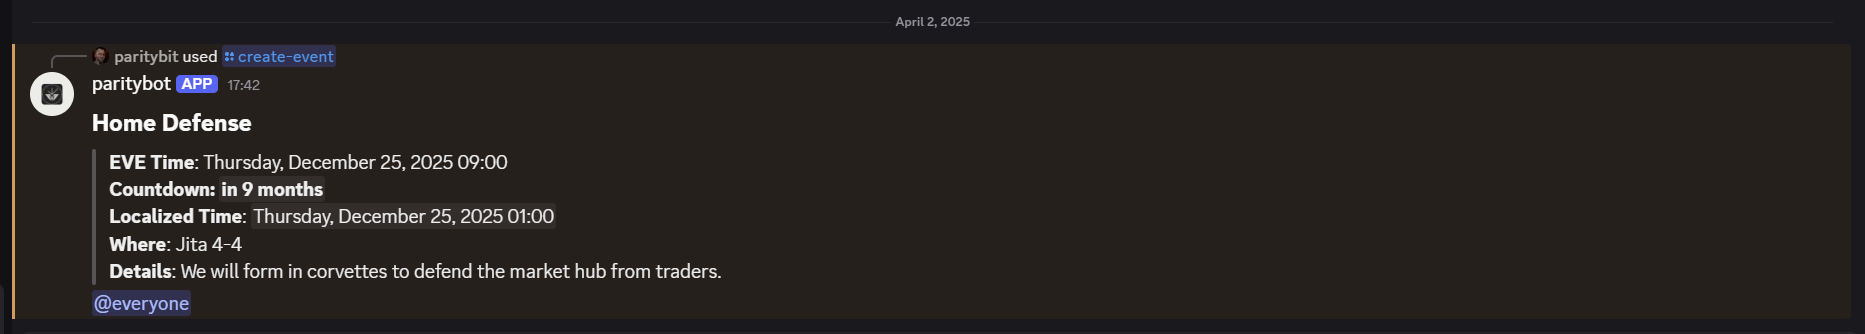 April 2, 2025
paritybit used create-event
paritybot APP 17:42
Home Defense
EVE Time: Thursday, December 25, 2025 09:00
Countdown: in 9 months
Localized Time: Thursday, December 25, 2025 01:00
Where: Jita 4-4
Details: We will form in corvettes to defend the market hub from traders.
@everyone